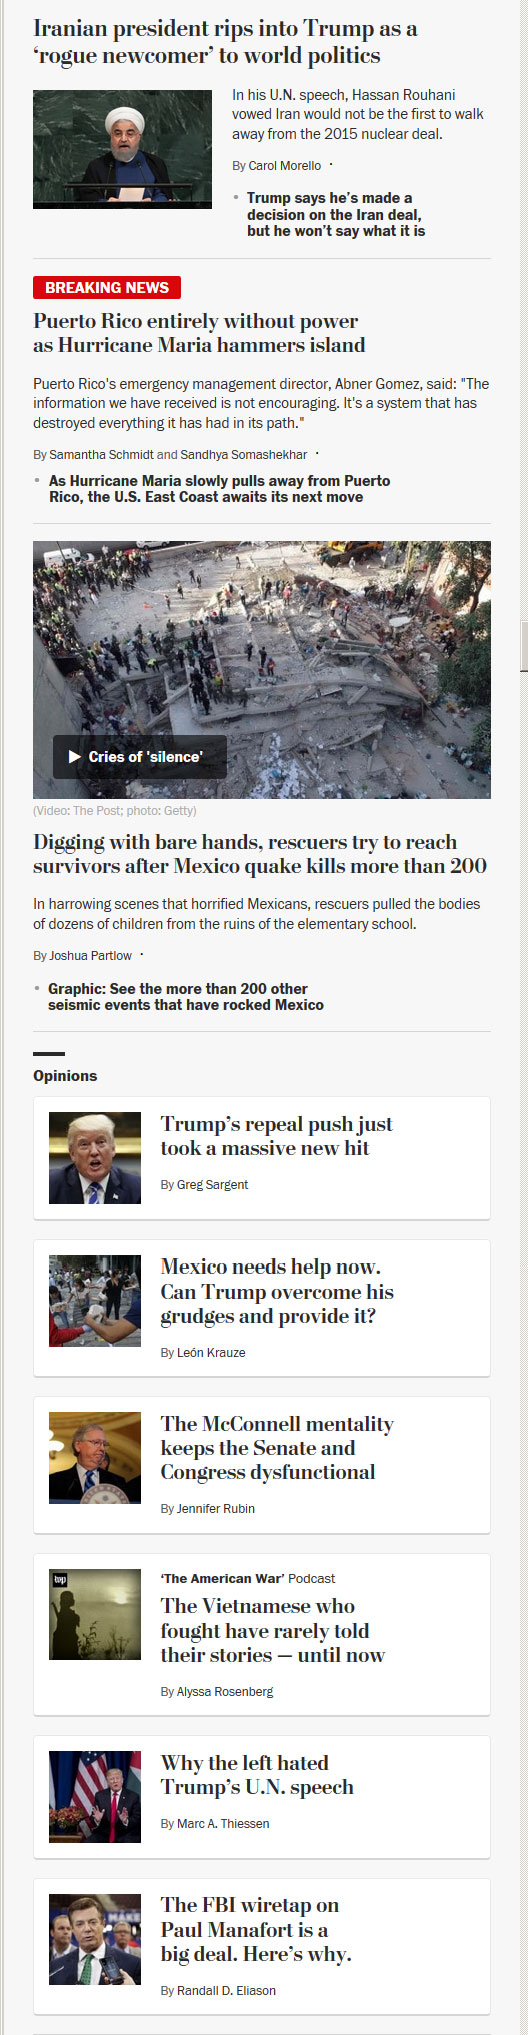 Iranian president rips into Trump as a
‘rogue newcomer’ to world politics
In his U.N. speech, Hassan Rouhani
vowed Iran would not be the first to walk
away from the 2015 nuclear deal.
By Carol Morello ·
• Trump says he’s made a
decision on the Iran deal,
but he won’t say what it is
BREAKING NEWS
Puerto Rico entirely without power
as Hurricane Maria hammers island
Puerto Rico's emergency management director, Abner Gomez, said: "The
information we have received is not encouraging. It's a system that has
destroyed everything it has had in its path."
By Samantha Schmidt and Sandhya Somashekhar ·
• As Hurricane Maria slowly pulls away from Puerto
Rico, the U.S. East Coast awaits its next move
Cries of 'silence'
(Video: The Post; photo: Getty)
Digging with bare hands, rescuers try to reach
survivors after Mexico quake kills more than 200
In harrowing scenes that horrified Mexicans, rescuers pulled the bodies
of dozens of children from the ruins of the elementary school.
By Joshua Partlow ·
• Graphic: See the more than 200 other
seismic events that have rocked Mexico
Opinions
Trump’s repeal push just
took a massive new hit
By Greg Sargent
Mexico needs help now.
Can Trump overcome his
grudges and provide it?
By León Krauze
The McConnell mentality
keeps the Senate and
Congress dysfunctional
By Jennifer Rubin
wp
‘The American War’ Podcast
The Vietnamese who
fought have rarely told
their stories — until now
By Alyssa Rosenberg
Why the left hated
Trump’s U.N. speech
By Marc A. Thiessen
The FBI wiretap on
Paul Manafort is a
big deal. Here’s why.
By Randall D. Eliason